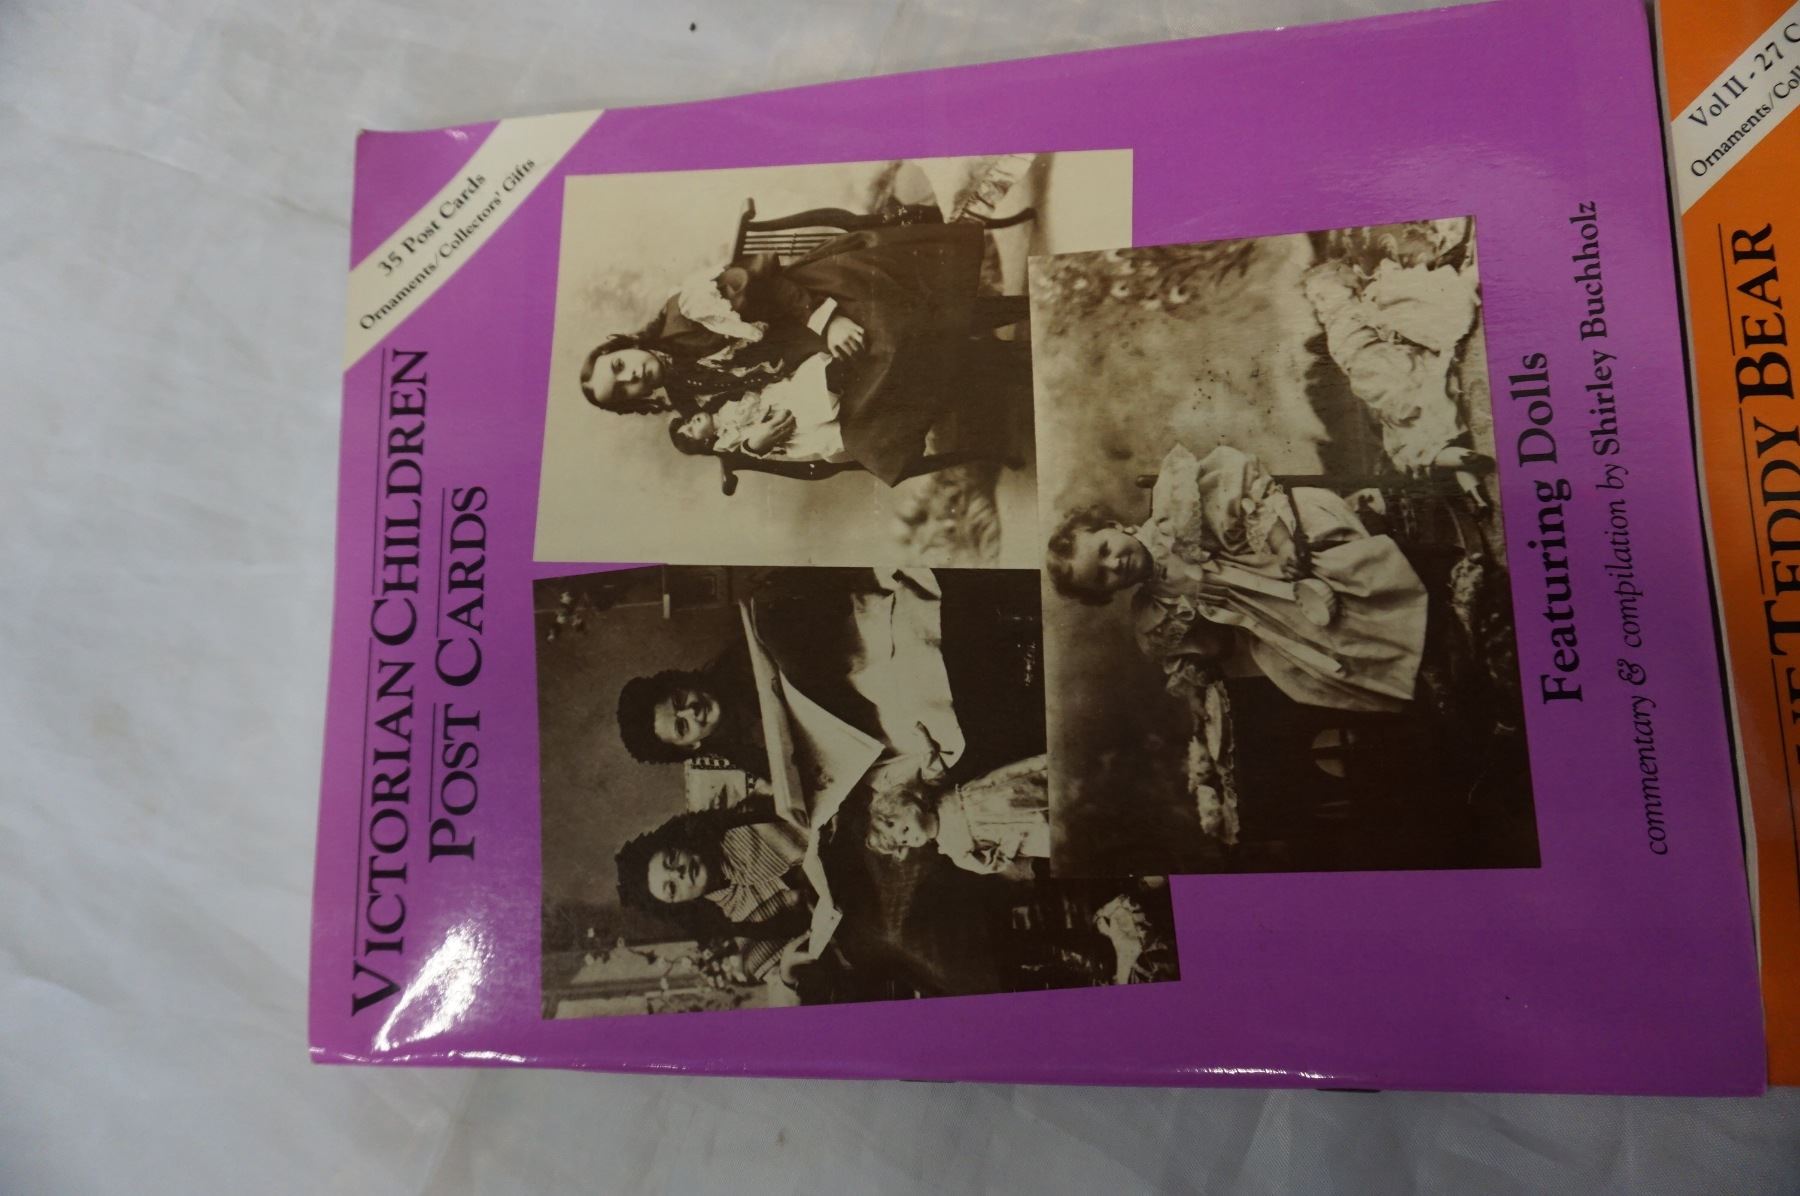 35 Post Cards
Ornaments/Collectors' Gifts
VICTORIAN CHILDREN
POST CARDS
Featuring Dolls
commentary & compilation by Shirley Buchholz
Vol II - 27 C
Ornaments/Coll
TEDDY BEAR